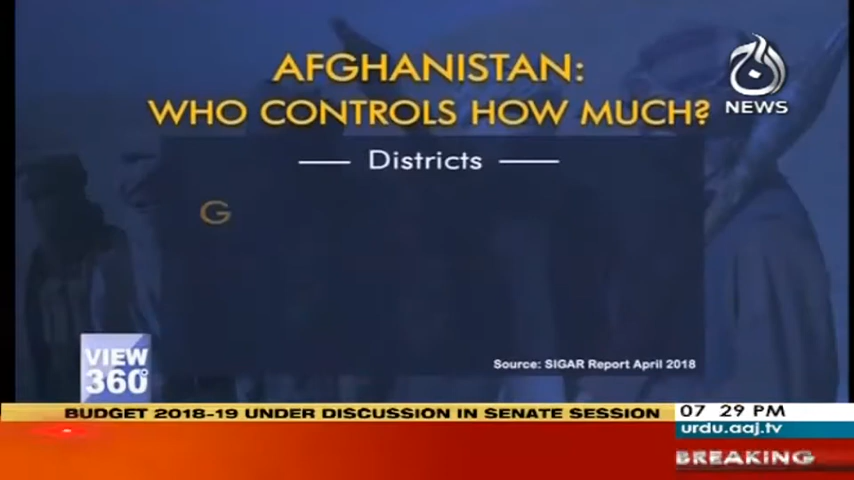 AFGHANISTAN:
WHO CONTROLS HOW MUCH?
NEWS
Districts
G
VIEW
360°
Source: SIGAR Report April 2018
BUDGET 2018-19 UNDER DISCUSSION IN SENATE SESSION
07 29 PM
urdu.aaj.tv
BREAKING